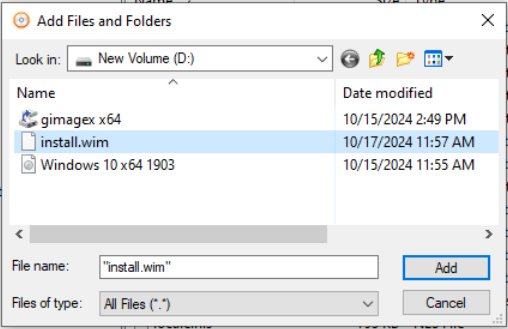 Add Files and Folders
Look in: New Volume (D:)
Name Date modified
gimagex x64 10/15/2024 2:49 PM
install.wim 10/17/2024 11:57 AM
Windows 10 x64 1903 10/15/2024 11:55 AM
File name: "install.wim" Add
Files of type: All Files (*.*) Cancel